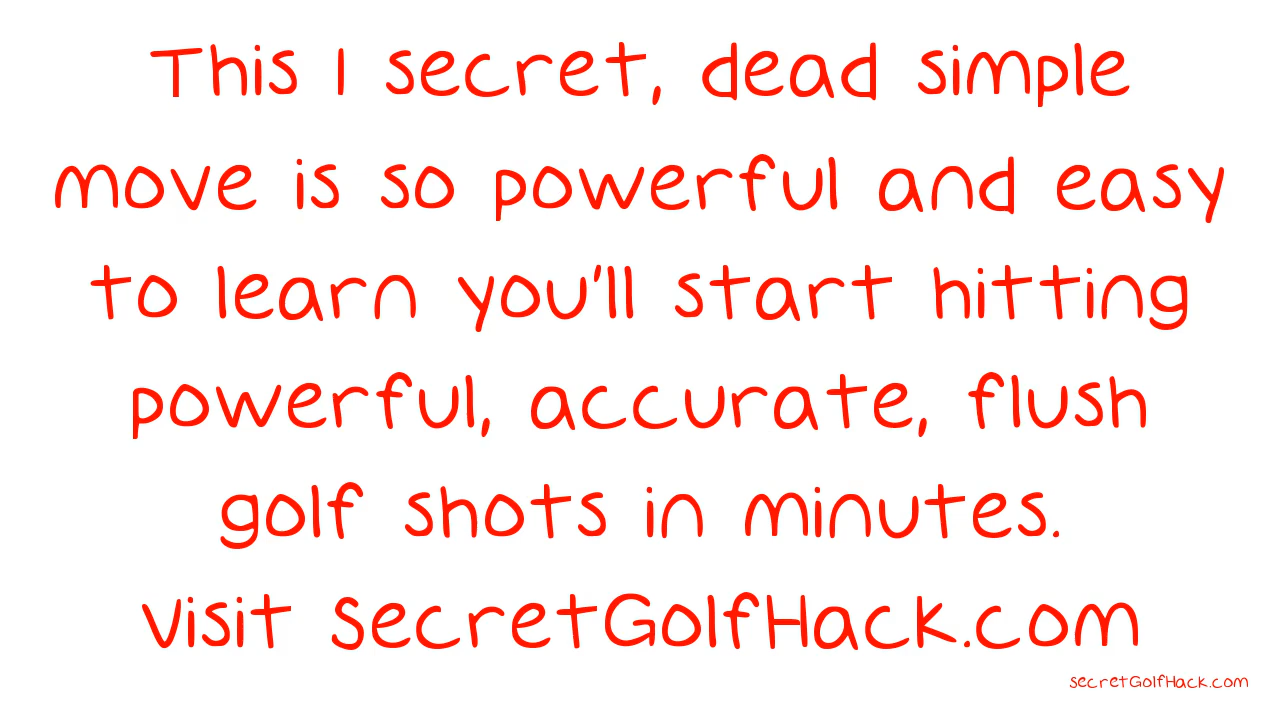 This 1 secret, dead simple
move is so powerful and easy
to learn you'll start hitting
powerful, accurate, flush
golf shots in minutes.
Visit SecretGolfHack.com
secretGolfHack.com